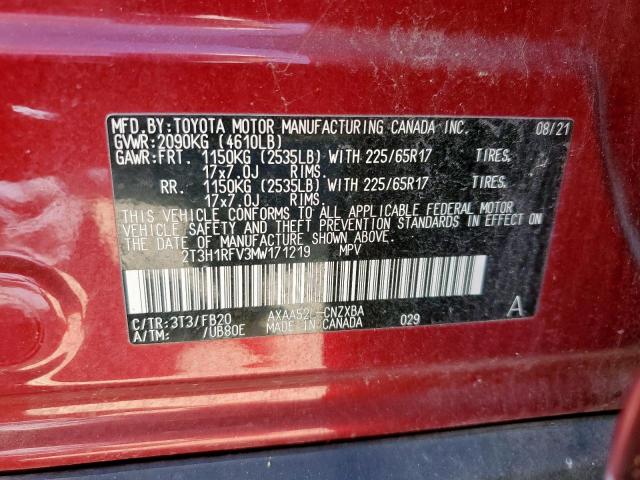 MFD.BY:TOYOTA MOTOR MANUFACTURING CANADA INC. 08/21
GVWR:2090KG (4610LB)
GAWR:FRT. 1150KG (2535LB) WITH 225/65R17 TIRES.
17x7.0J RIMS.
RR. 1150KG (2535LB) WITH 225/65R17 TIRES.
17x7.0J RIMS.
THIS VEHICLE CONFORMS TO ALL APPLICABLE FEDERAL MOTOR
VEHICLE SAFETY AND THEFT PREVENTION STANDARDS IN EFFECT ON
THE DATE OF MANUFACTURE SHOWN ABOVE.
2T3H1RFV3MW171219 MPV
C/TR:3T3/FB20 AXAA52L-CNZXBA A
A/TM: /UB80E MADE IN CANADA 029